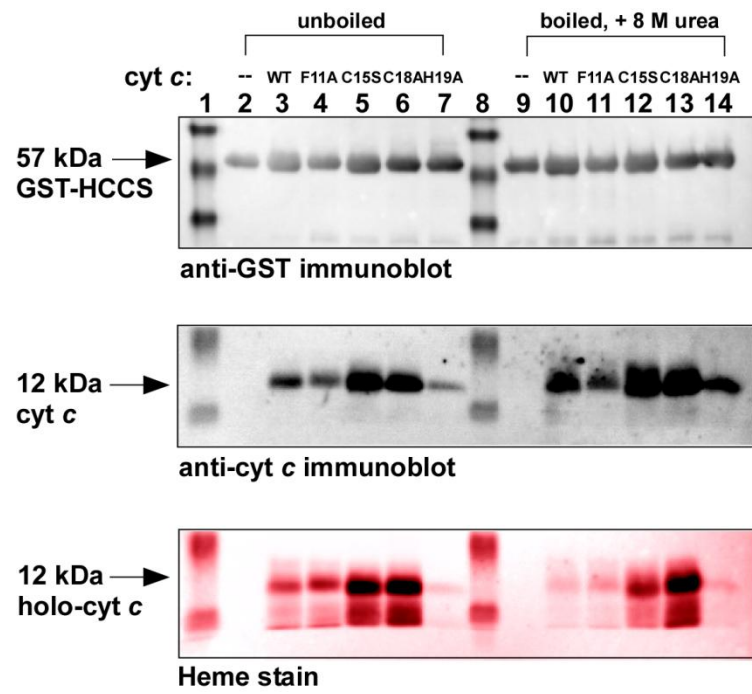 unboiled boiled, + 8 M urea
cyt c: -- WT F11A C15S C18A H19A -- WT F11A C15S C18A H19A
1 2 3 4 5 6 7 8 9 10 11 12 13 14
57 kDa
GST-HCCS
anti-GST immunoblot
12 kDa
cyt c
anti-cyt c immunoblot
12 kDa
holo-cyt c
Heme stain